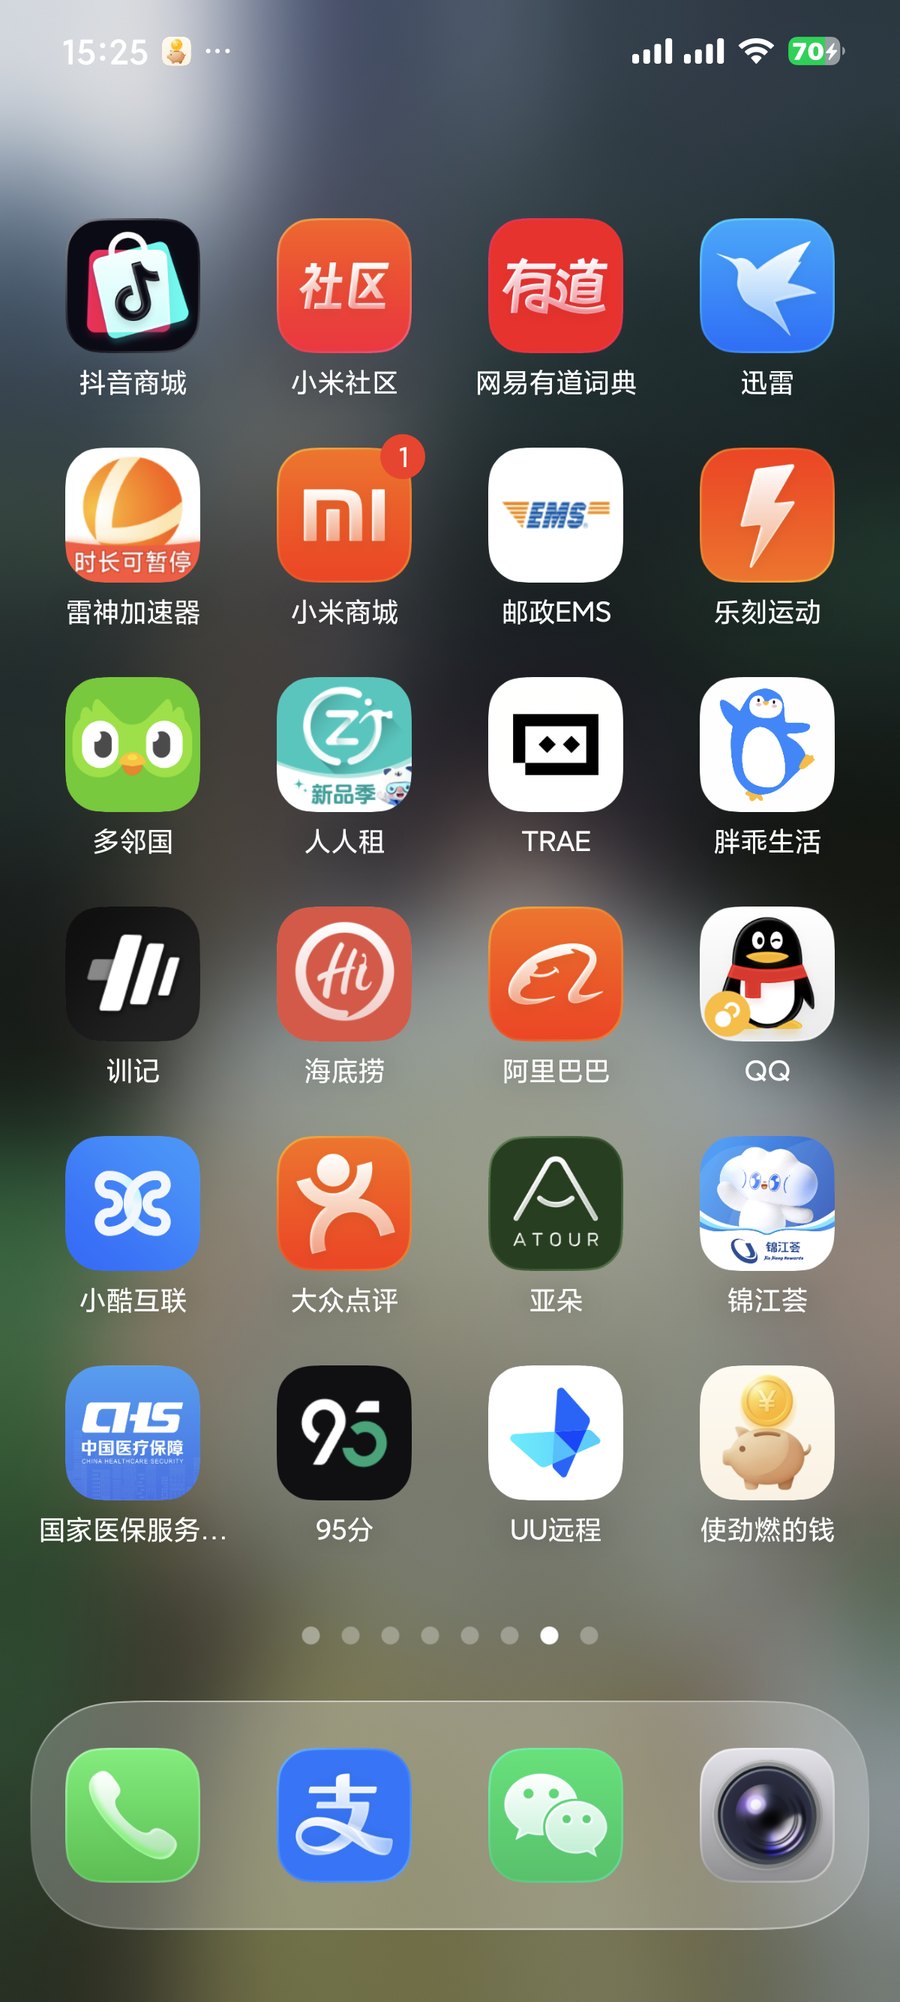 15:25 ... 70
社区
有道
抖音商城 小米社区 网易有道词典 迅雷
时长可暂停
1
EMS
雷神加速器 小米商城 邮政EMS 乐刻运动
新品季
多邻国 人人租 TRAE 胖乖生活
Hi
训记 海底捞 阿里巴巴 QQ
ATOUR
锦江荟
Jin Jiang Rewards
小酷互联 大众点评 亚朵 锦江荟
CHS
中国医疗保障
CHINA HEALTHCARE SECURITY
95
¥
国家医保服务... 95分 UU远程 使劲燃的钱
支